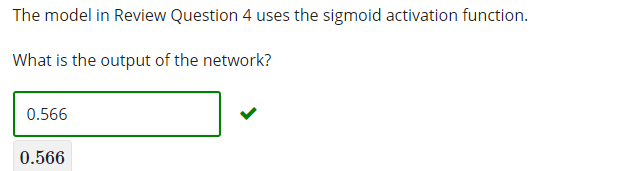 The model in Review Question 4 uses the sigmoid activation function.
What is the output of the network?
0.566
0.566